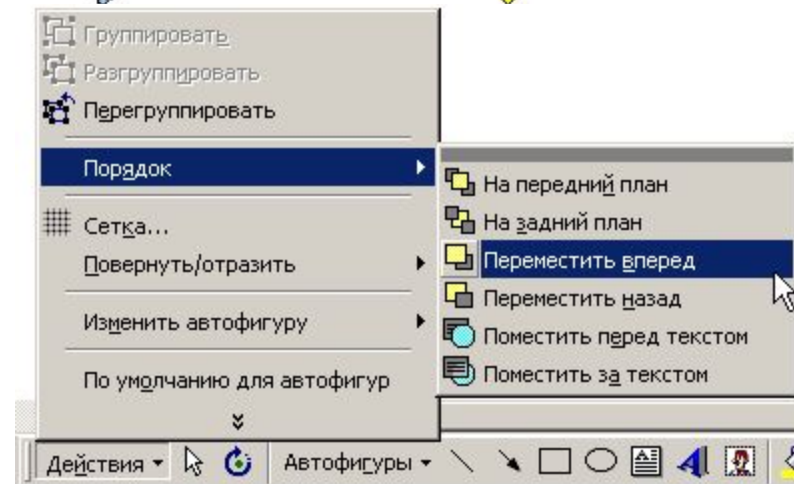 Группировать
Разгруппировать
Перегруппировать
Порядок
Сетка...
Повернуть/отразить
Изменить автофигуру
По умолчанию для автофигур
На передний план
На задний план
Переместить вперед
Переместить назад
Поместить перед текстом
Поместить за текстом
Действия
Автофигуры